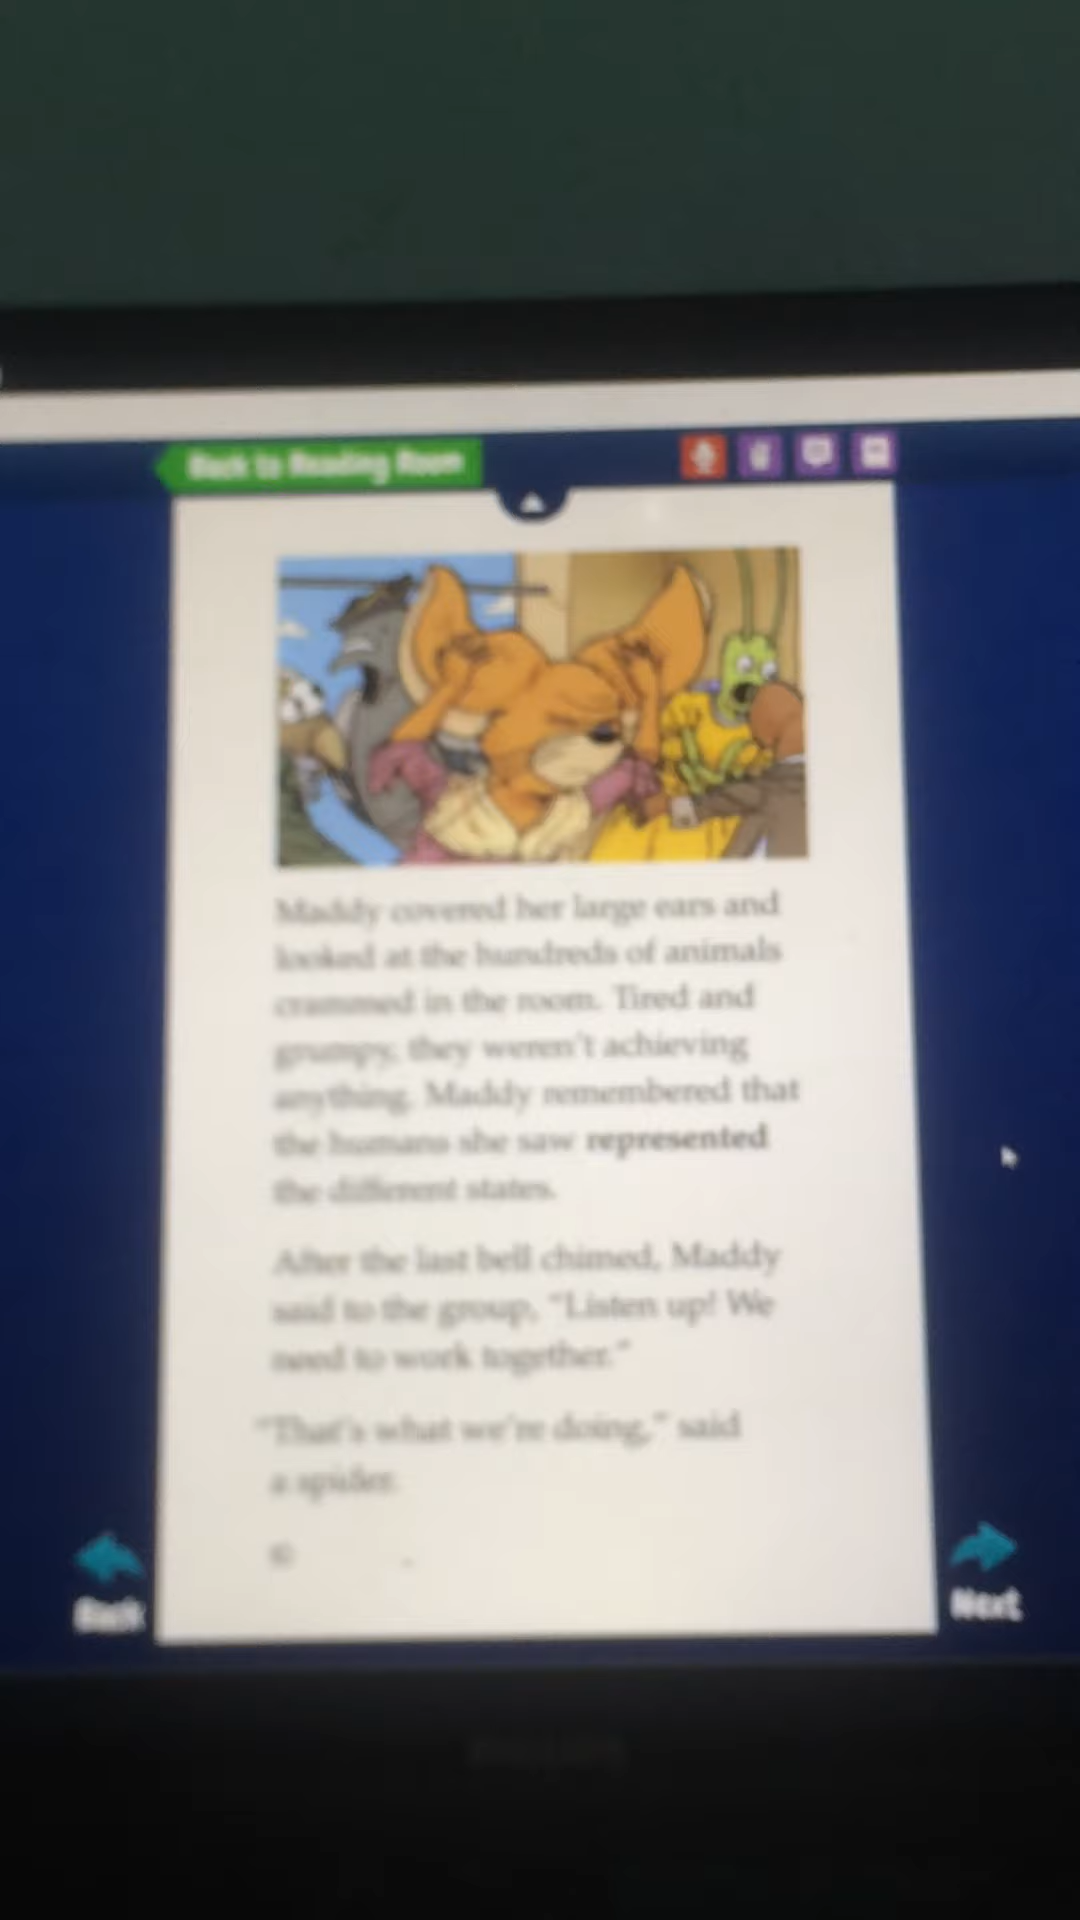 Back to Reading Room
Maddy covered her large ears and
looked at the hundreds of animals
crammed in the room. Tired and
grumpy, they weren't achieving
anything. Maddy remembered that
the humans she saw represented
the different states.
After the last bell chimed, Maddy
said to the group, "Listen up! We
need to work together."
"That's what we're doing," said
a spider.
Back
Next